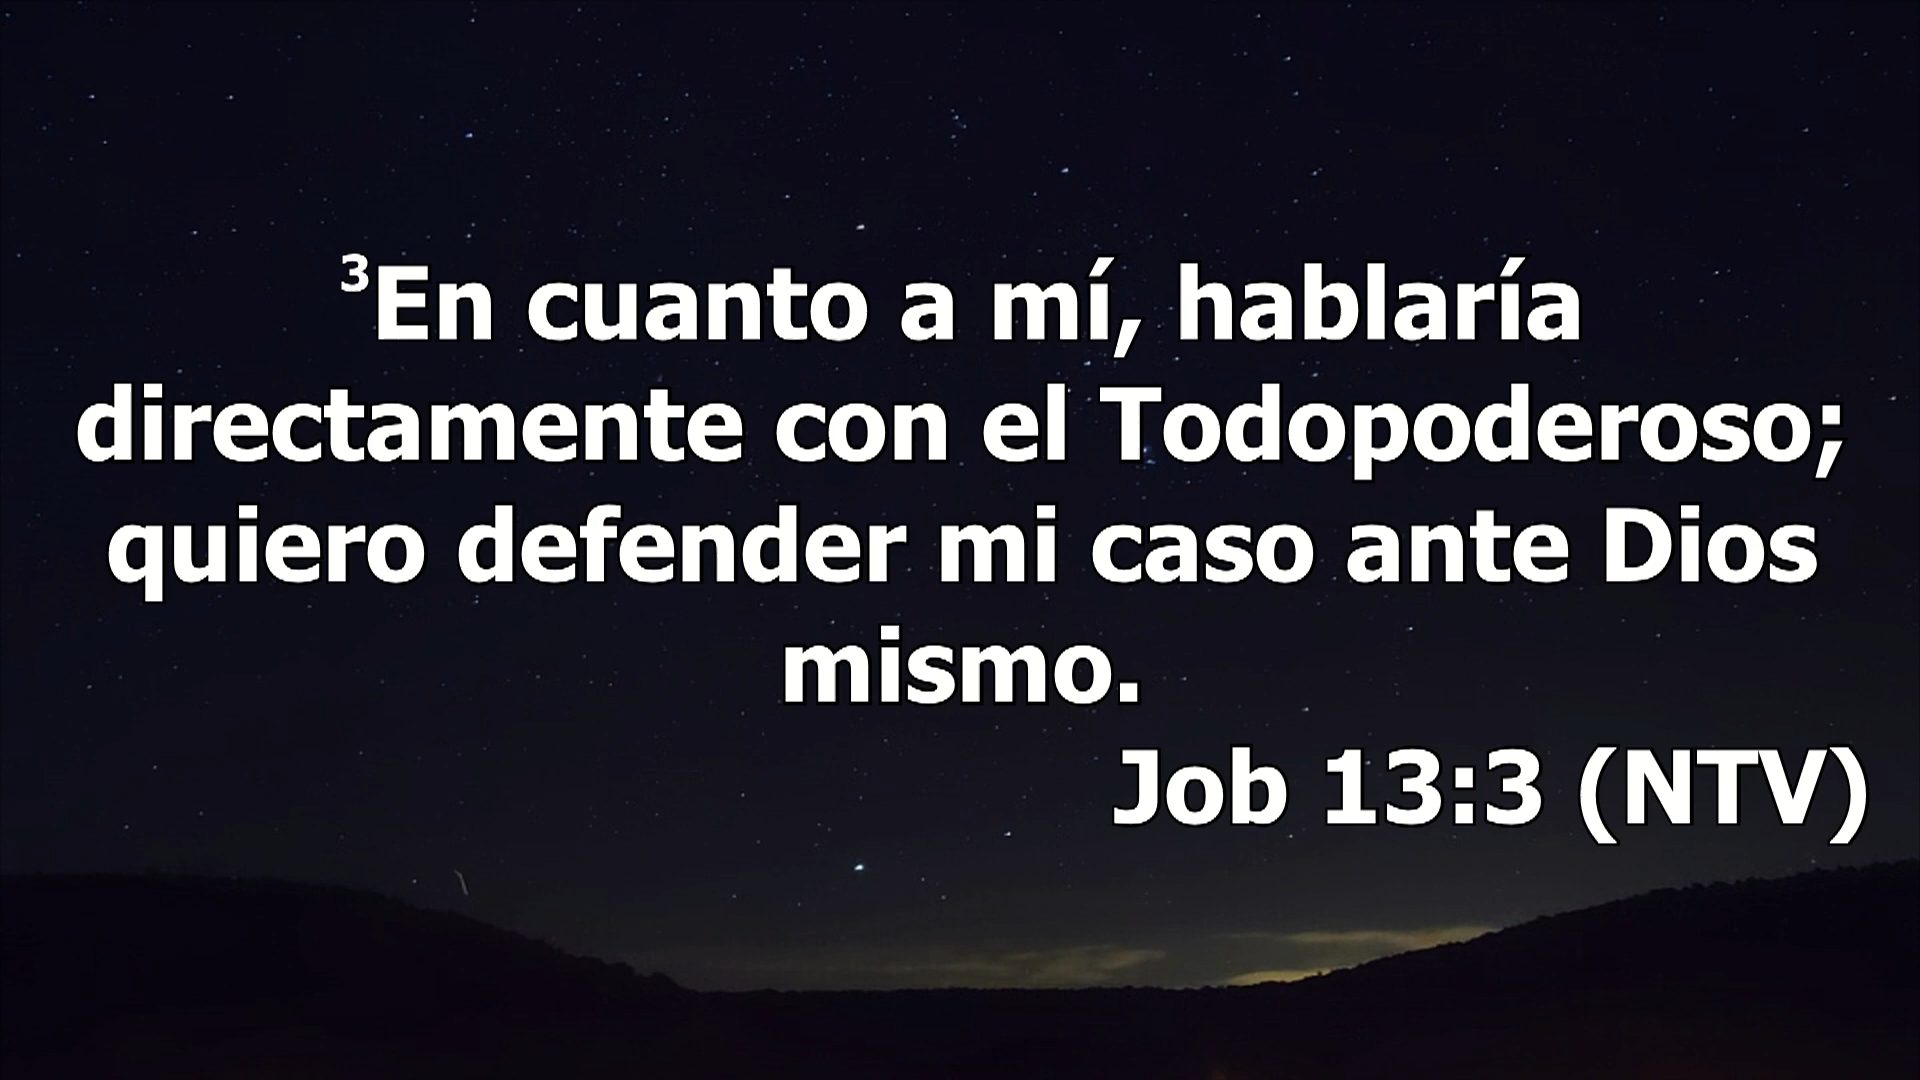 ³En cuanto a mí, hablaría
directamente con el Todopoderoso;
quiero defender mi caso ante Dios
mismo.
Job 13:3 (NTV)